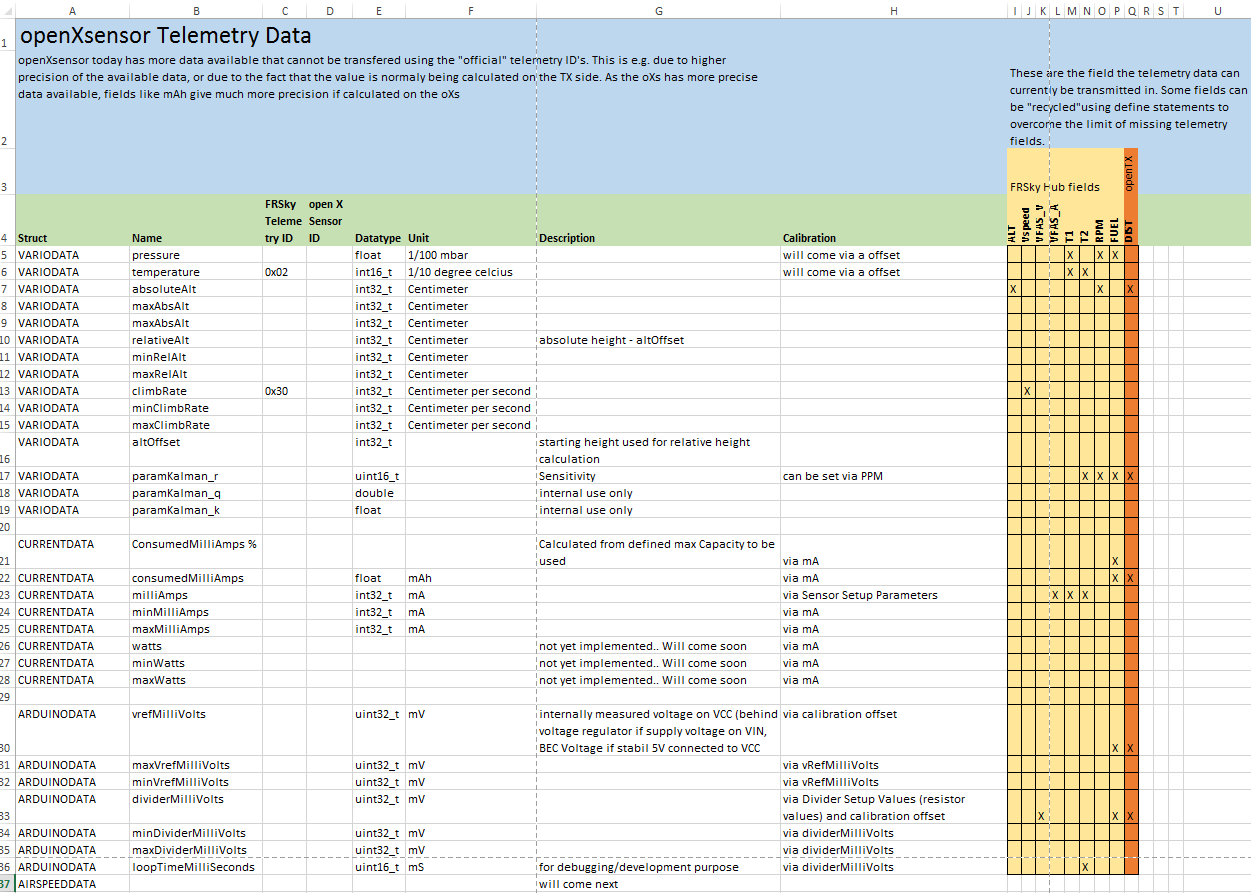 A B C D E F G H I J K L M N O P Q R S T U
1 openXsensor Telemetry Data
openXsensor today has more data available that cannot be transfered using the "official" telemetry ID's. This is e.g. due to higher
precision of the available data, or due to the fact that the value is normaly being calculated on the TX side. As the oXs has more precise
data available, fields like mAh give much more precision if calculated on the oXs
These are the field the telemetry data can
currently be transmitted in. Some fields can
be "recycled"using define statements to
overcome the limit of missing telemetry
2 fields.
3 FRSky Hub fields openTX
FRSky open X
Teleme Sensor
4 Struct Name try ID ID Datatype Unit Description Calibration ALT Vspeed VFAS_V VFAS_A T1 T2 RPM FUEL DIST
5 VARIODATA pressure float 1/100 mbar will come via a offset X X X
6 VARIODATA temperature 0x02 int16_t 1/10 degree celcius will come via a offset X X
7 VARIODATA absoluteAlt int32_t Centimeter X X X
8 VARIODATA maxAbsAlt int32_t Centimeter
9 VARIODATA maxAbsAlt int32_t Centimeter
10 VARIODATA relativeAlt int32_t Centimeter absolute height - altOffset
11 VARIODATA minRelAlt int32_t Centimeter
12 VARIODATA maxRelAlt int32_t Centimeter
13 VARIODATA climbRate 0x30 int32_t Centimeter per second X
14 VARIODATA minClimbRate int32_t Centimeter per second
15 VARIODATA maxClimbRate int32_t Centimeter per second
VARIODATA altOffset int32_t starting height used for relative height
16 calculation
17 VARIODATA paramKalman_r uint16_t Sensitivity can be set via PPM X X X X
18 VARIODATA paramKalman_q double internal use only
19 VARIODATA paramKalman_k float internal use only
20
CURRENTDATA ConsumedMilliAmps % Calculated from defined max Capacity to be
21 used via mA X
22 CURRENTDATA consumedMilliAmps float mAh via mA X X
23 CURRENTDATA milliAmps int32_t mA via Sensor Setup Parameters X X X
24 CURRENTDATA minMilliAmps int32_t mA via mA
25 CURRENTDATA maxMilliAmps int32_t mA via mA
26 CURRENTDATA watts not yet implemented.. Will come soon via mA
27 CURRENTDATA minWatts not yet implemented.. Will come soon via mA
28 CURRENTDATA maxWatts not yet implemented.. Will come soon via mA
29
ARDUINODATA vrefMilliVolts uint32_t mV internally measured voltage on VCC (behind via calibration offset
voltage regulator if supply voltage on VIN,
30 BEC Voltage if stabil 5V connected to VCC X X
31 ARDUINODATA maxVrefMilliVolts uint32_t mV via vRefMilliVolts
32 ARDUINODATA minVrefMilliVolts uint32_t mV via vRefMilliVolts
ARDUINODATA dividerMilliVolts uint32_t mV via Divider Setup Values (resistor
33 values) and calibration offset X X X
34 ARDUINODATA minDividerMilliVolts uint32_t mV via dividerMilliVolts
35 ARDUINODATA maxDividerMilliVolts uint32_t mV via dividerMilliVolts
36 ARDUINODATA loopTimeMilliSeconds uint16_t mS for debugging/development purpose via dividerMilliVolts X
37 AIRSPEEDDATA will come next